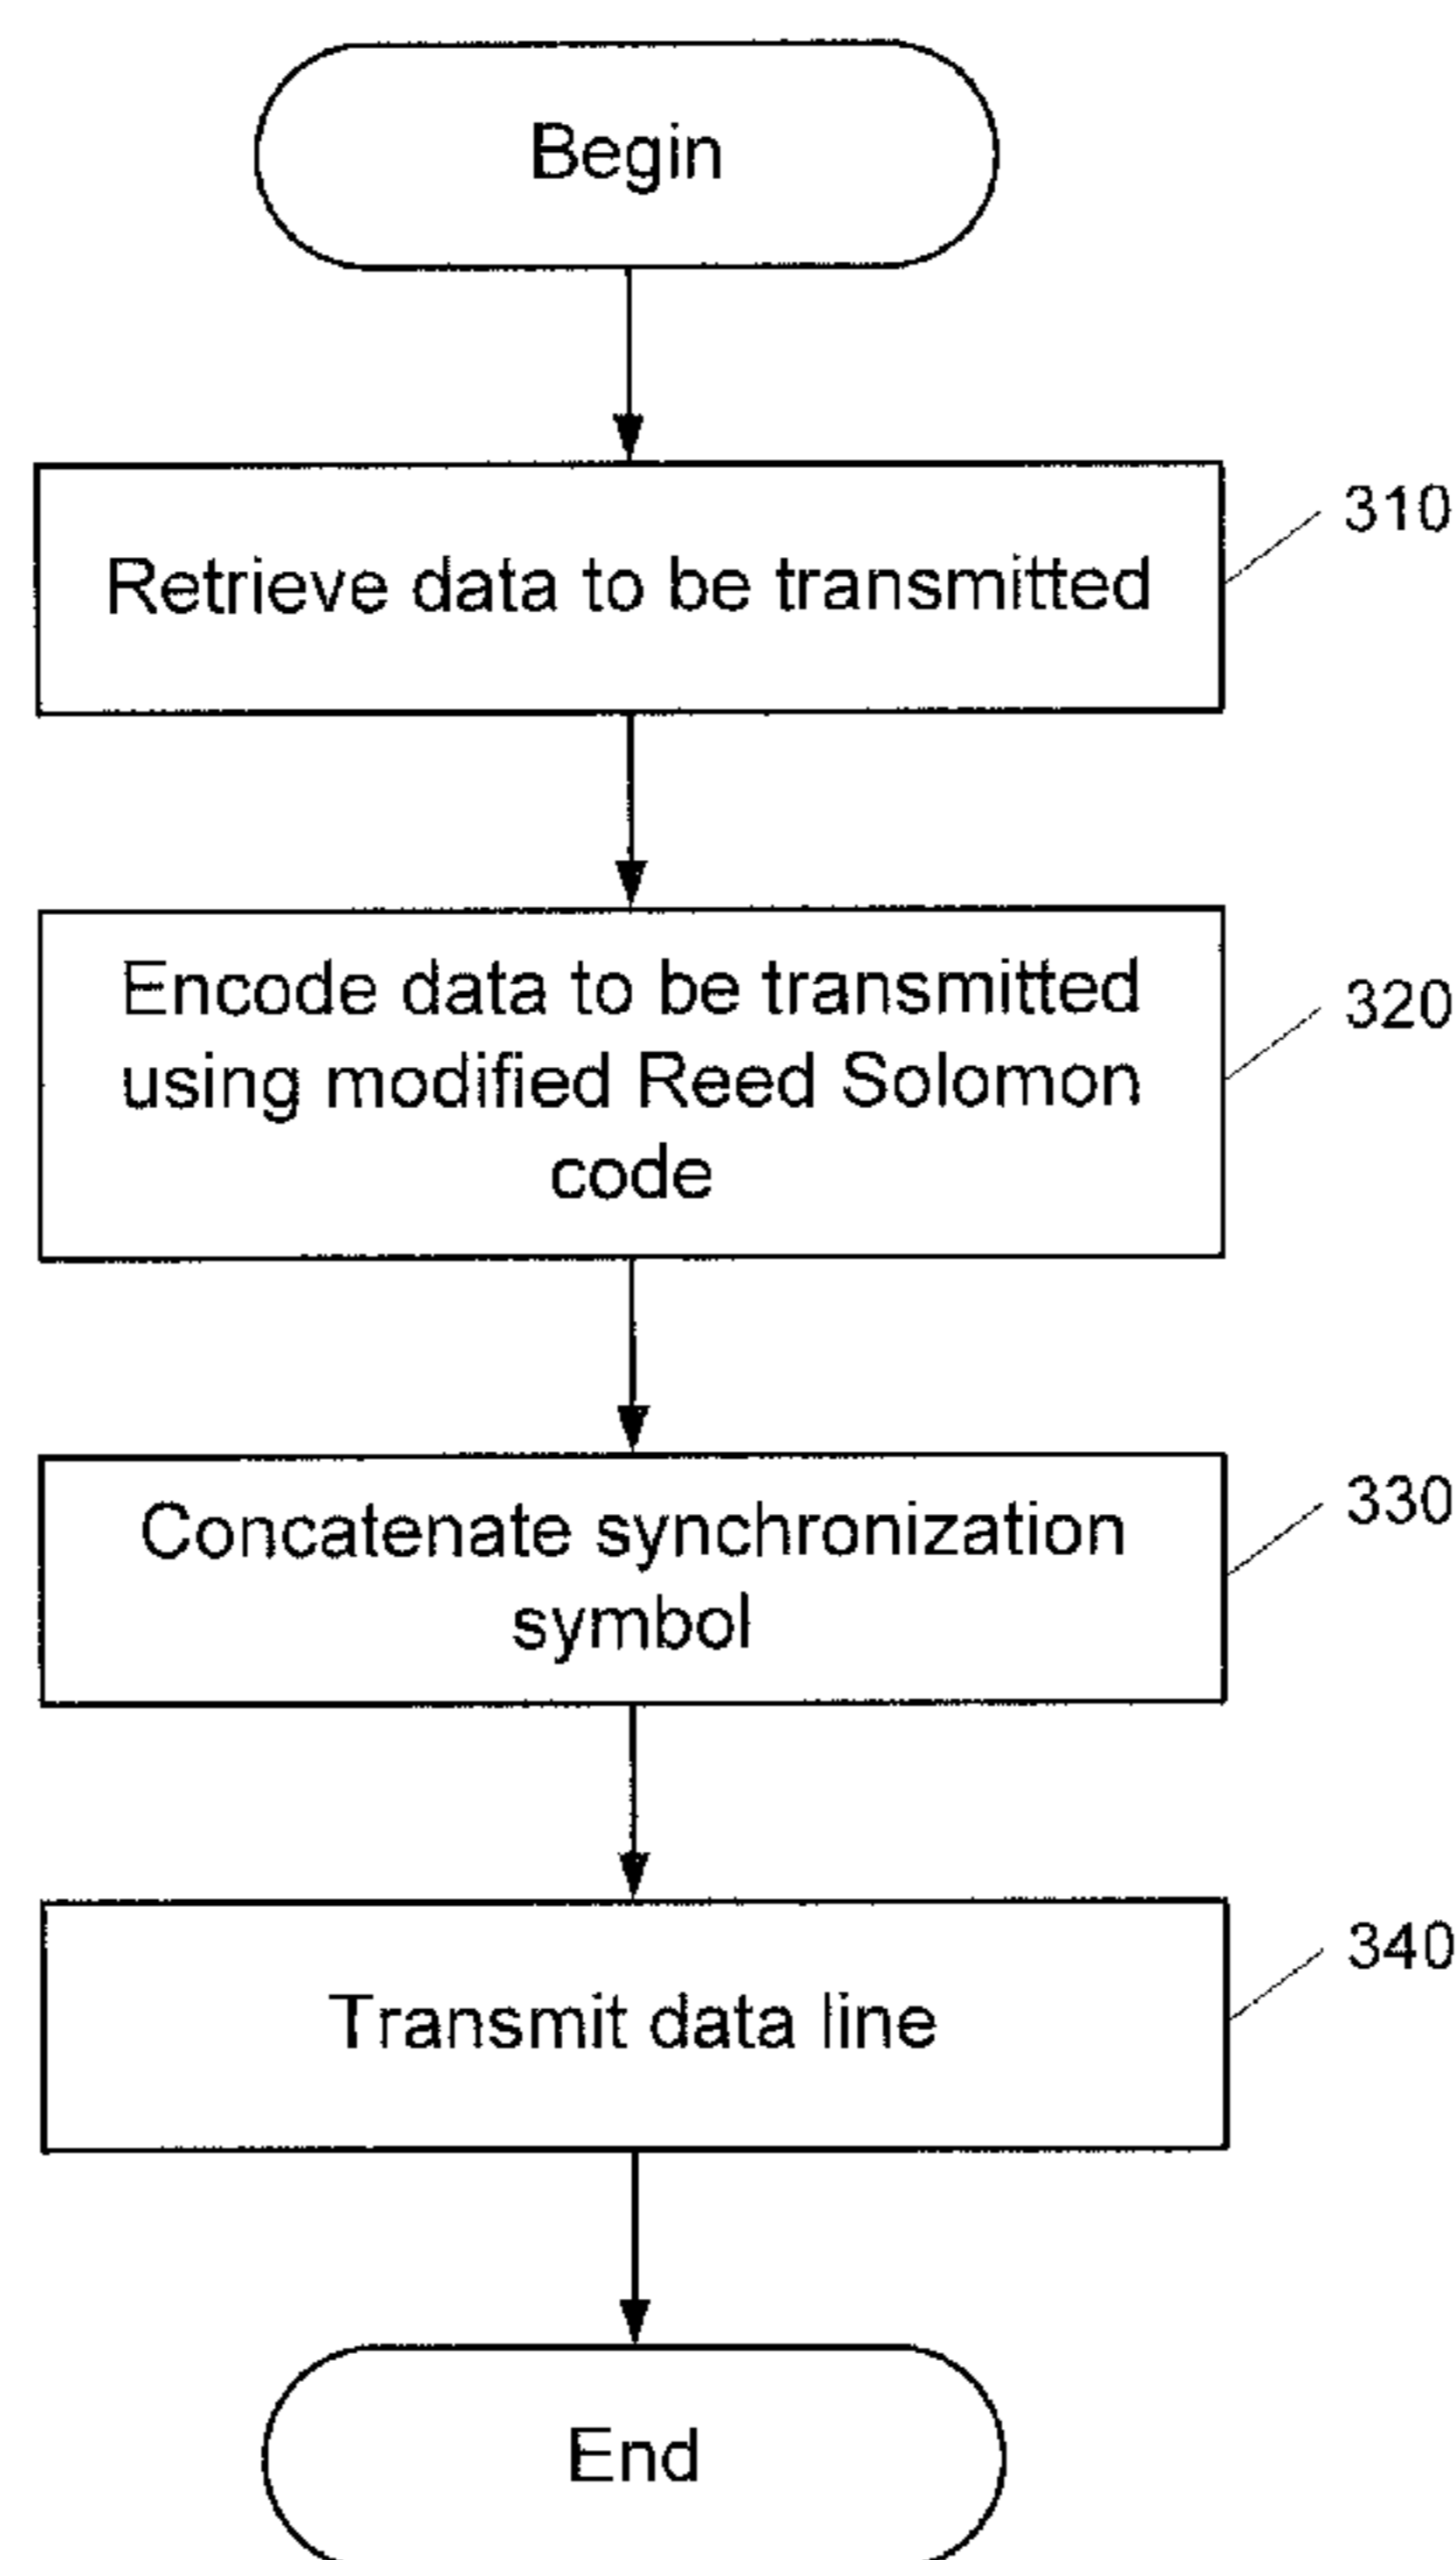 Begin
Retrieve data to be transmitted
310
Encode data to be transmitted
using modified Reed Solomon
code
320
Concatenate synchronization
symbol
330
Transmit data line
340
End